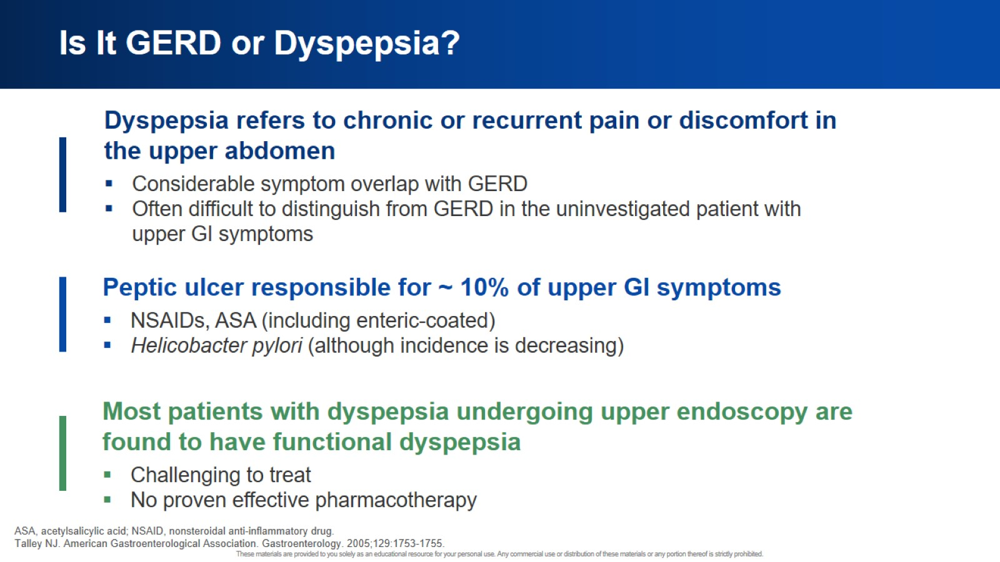 Is It GERD or Dyspepsia?
Dyspepsia refers to chronic or recurrent pain or discomfort in
the upper abdomen
▪ Considerable symptom overlap with GERD
▪ Often difficult to distinguish from GERD in the uninvestigated patient with
upper GI symptoms
Peptic ulcer responsible for ~ 10% of upper GI symptoms
▪ NSAIDs, ASA (including enteric-coated)
▪ Helicobacter pylori (although incidence is decreasing)
Most patients with dyspepsia undergoing upper endoscopy are
found to have functional dyspepsia
▪ Challenging to treat
▪ No proven effective pharmacotherapy
ASA, acetylsalicylic acid; NSAID, nonsteroidal anti-inflammatory drug.
Talley NJ. American Gastroenterological Association. Gastroenterology. 2005;129:1753-1755.
These materials are provided to you solely as an educational resource for your personal use. Any commercial use or distribution of these materials or any portion thereof is strictly prohibited.